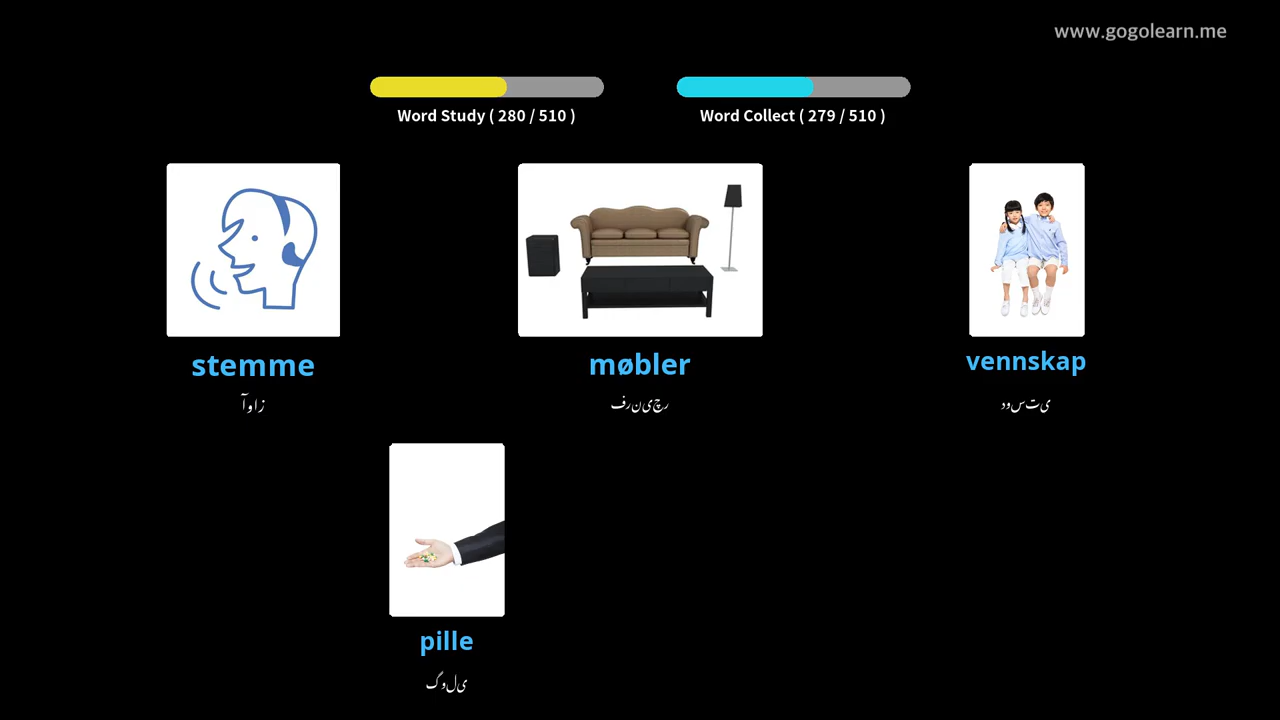 www.gogolearn.me
Word Study ( 280 / 510 )
Word Collect ( 279 / 510 )
stemme
møbler
vennskap
آواز
فرنیچر
دوستی
pille
گولی